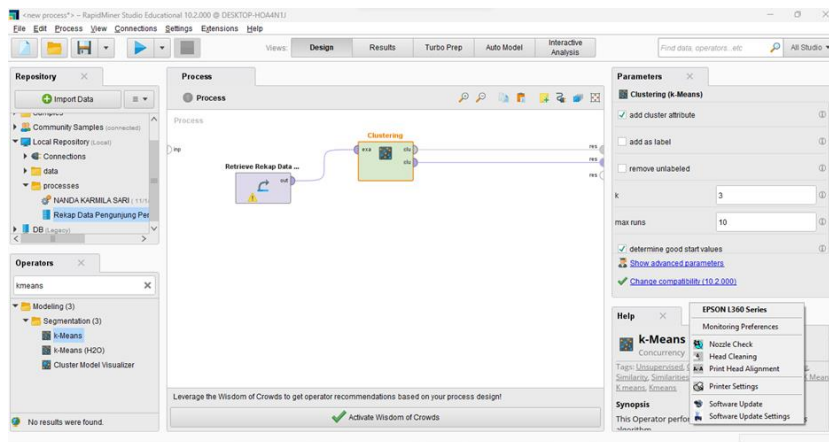 <new process*> – RapidMiner Studio Educational 10.2.000 @ DESKTOP-HOA4N1J
File Edit Process View Connections Settings Extensions Help
Views: Design Results Turbo Prep Auto Model Interactive Analysis
Find data, operators...etc
All Studio
Repository
Import Data
Community Samples (connected)
Local Repository (Local)
Connections
data
processes
NANDA KARMILA SARI
Rekap Data Pengunjung Per
DB (Legacy)
Operators
kmeans
Modeling (3)
Segmentation (3)
k-Means
k-Means (H2O)
Cluster Model Visualizer
No results were found.
Process
Process
Process
inp
Retrieve Rekap Data ...
out
Clustering
exa
clu
clu
res
res
res
Leverage the Wisdom of Crowds to get operator recommendations based on your process design!
Activate Wisdom of Crowds
Parameters
Clustering (k-Means)
add cluster attribute
add as label
remove unlabeled
k 3
max runs 10
determine good start values
Show advanced parameters
Change compatibility (10.2.000)
Help
k-Means
Concurrency
Tags: Unsupervised,
Similarity, Similarities
K.means, Kmeans
Synopsis
This Operator perfo
EPSON L360 Series
Monitoring Preferences
Nozzle Check
Head Cleaning
Print Head Alignment
Printer Settings
Software Update
Software Update Settings